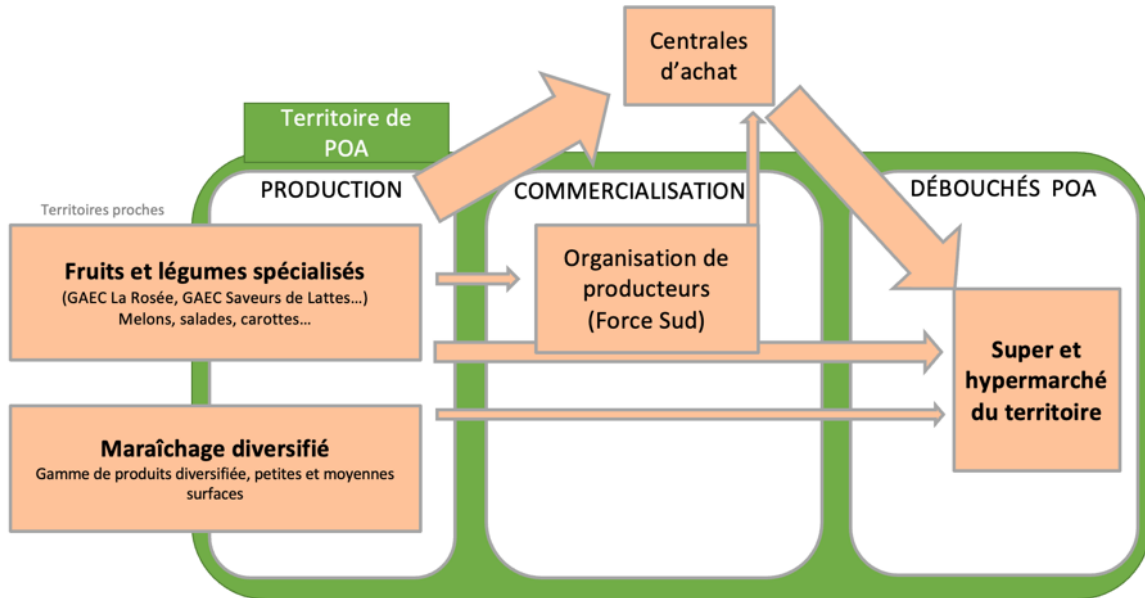 Centrales
d'achat
Territoire de
POA
PRODUCTION
COMMERCIALISATION
DÉBOUCHÉS POA
Territoires proches
Fruits et légumes spécialisés
(GAEC La Rosée, GAEC Saveurs de Lattes…)
Melons, salades, carottes…
Organisation de
producteurs
(Force Sud)
Super et
hypermarché
du territoire
Maraîchage diversifié
Gamme de produits diversifiée, petites et moyennes
surfaces